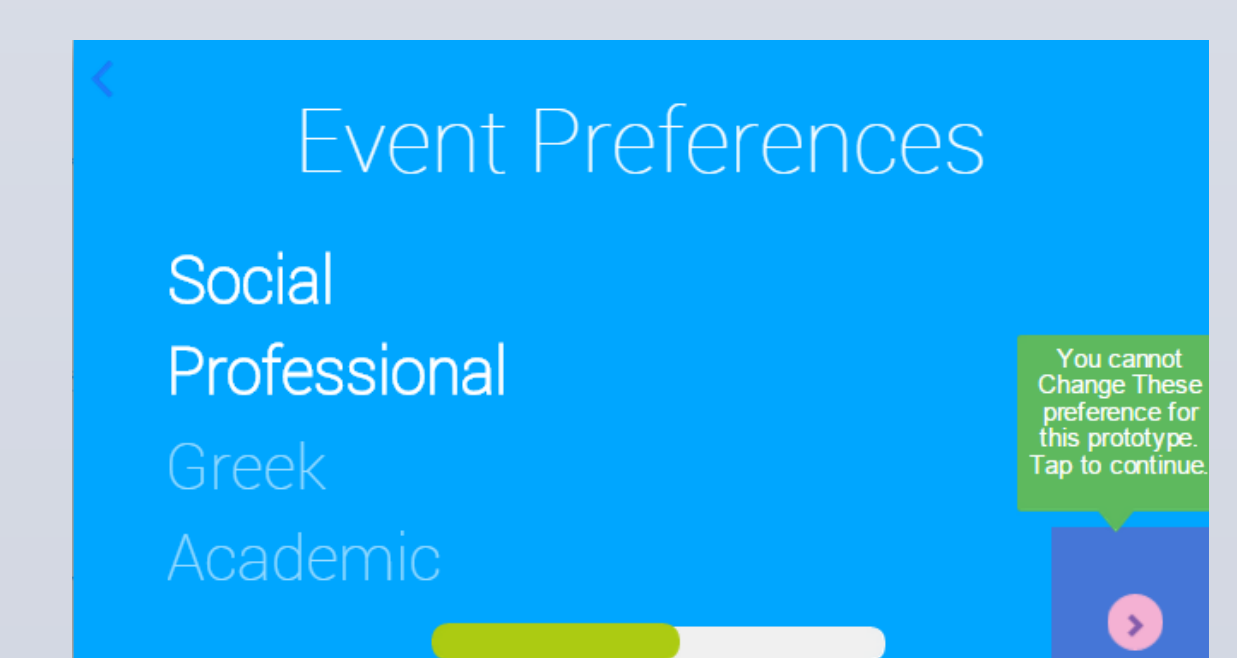 Event Preferences
Social
Professional
Greek
Academic
You cannot
Change These
preference for
this prototype.
Tap to continue.